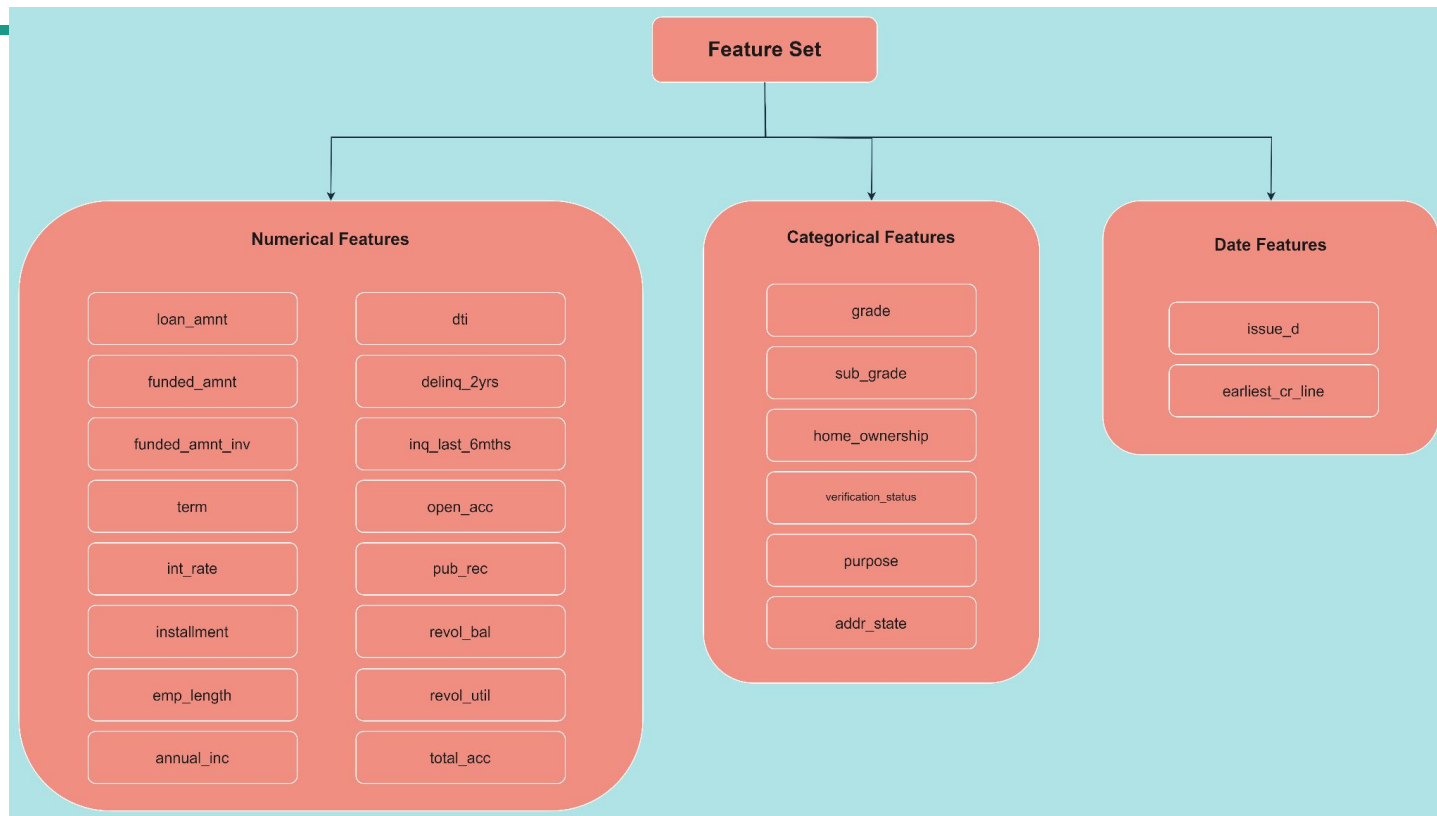 Feature Set
Numerical Features
loan_amnt
funded_amnt
funded_amnt_inv
term
int_rate
installment
emp_length
annual_inc
dti
delinq_2yrs
inq_last_6mths
open_acc
pub_rec
revol_bal
revol_util
total_acc
Categorical Features
grade
sub_grade
home_ownership
verification_status
purpose
addr_state
Date Features
issue_d
earliest_cr_line